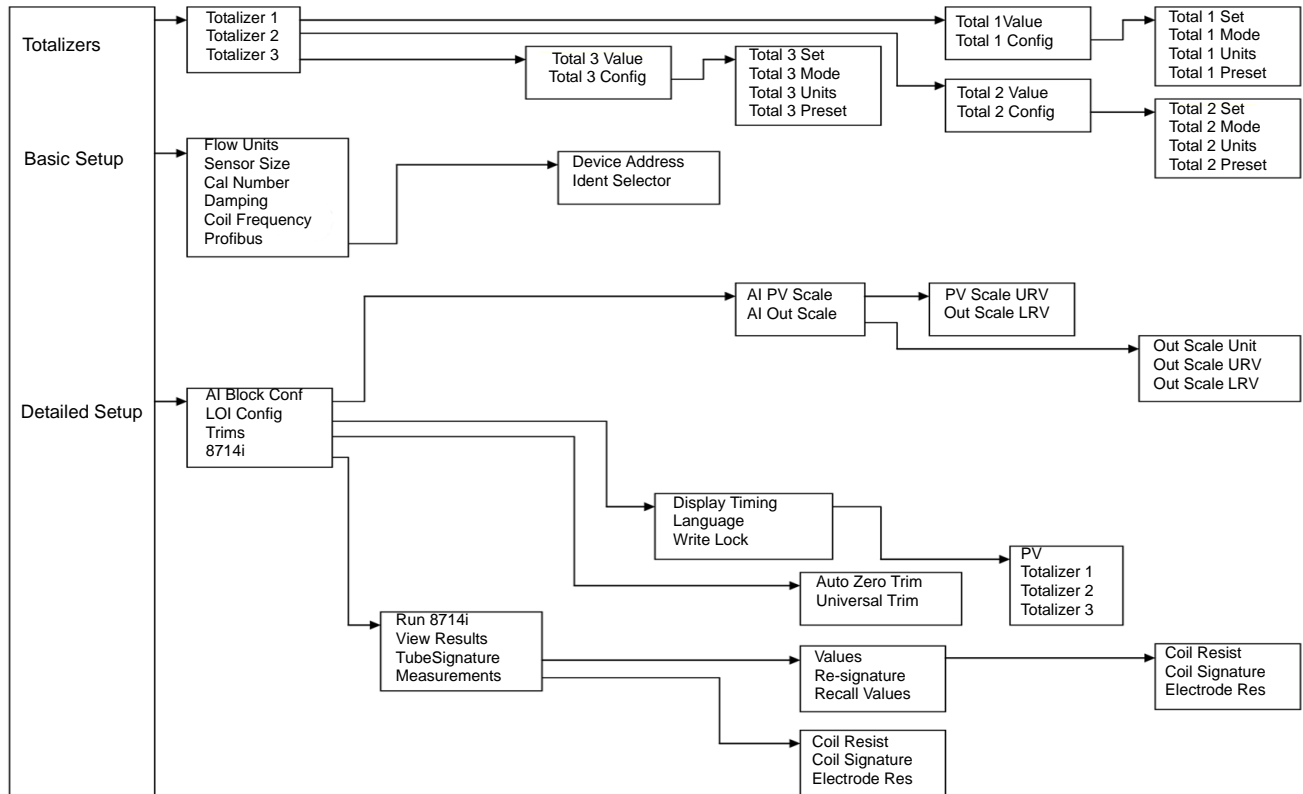 Totalizers
Totalizer 1
Totalizer 2
Totalizer 3
Total 3 Value
Total 3 Config
Total 3 Set
Total 3 Mode
Total 3 Units
Total 3 Preset
Total 1Value
Total 1 Config
Total 1 Set
Total 1 Mode
Total 1 Units
Total 1 Preset
Total 2 Value
Total 2 Config
Total 2 Set
Total 2 Mode
Total 2 Units
Total 2 Preset
Basic Setup
Flow Units
Sensor Size
Cal Number
Damping
Coil Frequency
Profibus
Device Address
Ident Selector
Detailed Setup
AI Block Conf
LOI Config
Trims
8714i
AI PV Scale
AI Out Scale
PV Scale URV
Out Scale LRV
Out Scale Unit
Out Scale URV
Out Scale LRV
Display Timing
Language
Write Lock
PV
Totalizer 1
Totalizer 2
Totalizer 3
Auto Zero Trim
Universal Trim
Run 8714i
View Results
TubeSignature
Measurements
Values
Re-signature
Recall Values
Coil Resist
Coil Signature
Electrode Res
Coil Resist
Coil Signature
Electrode Res